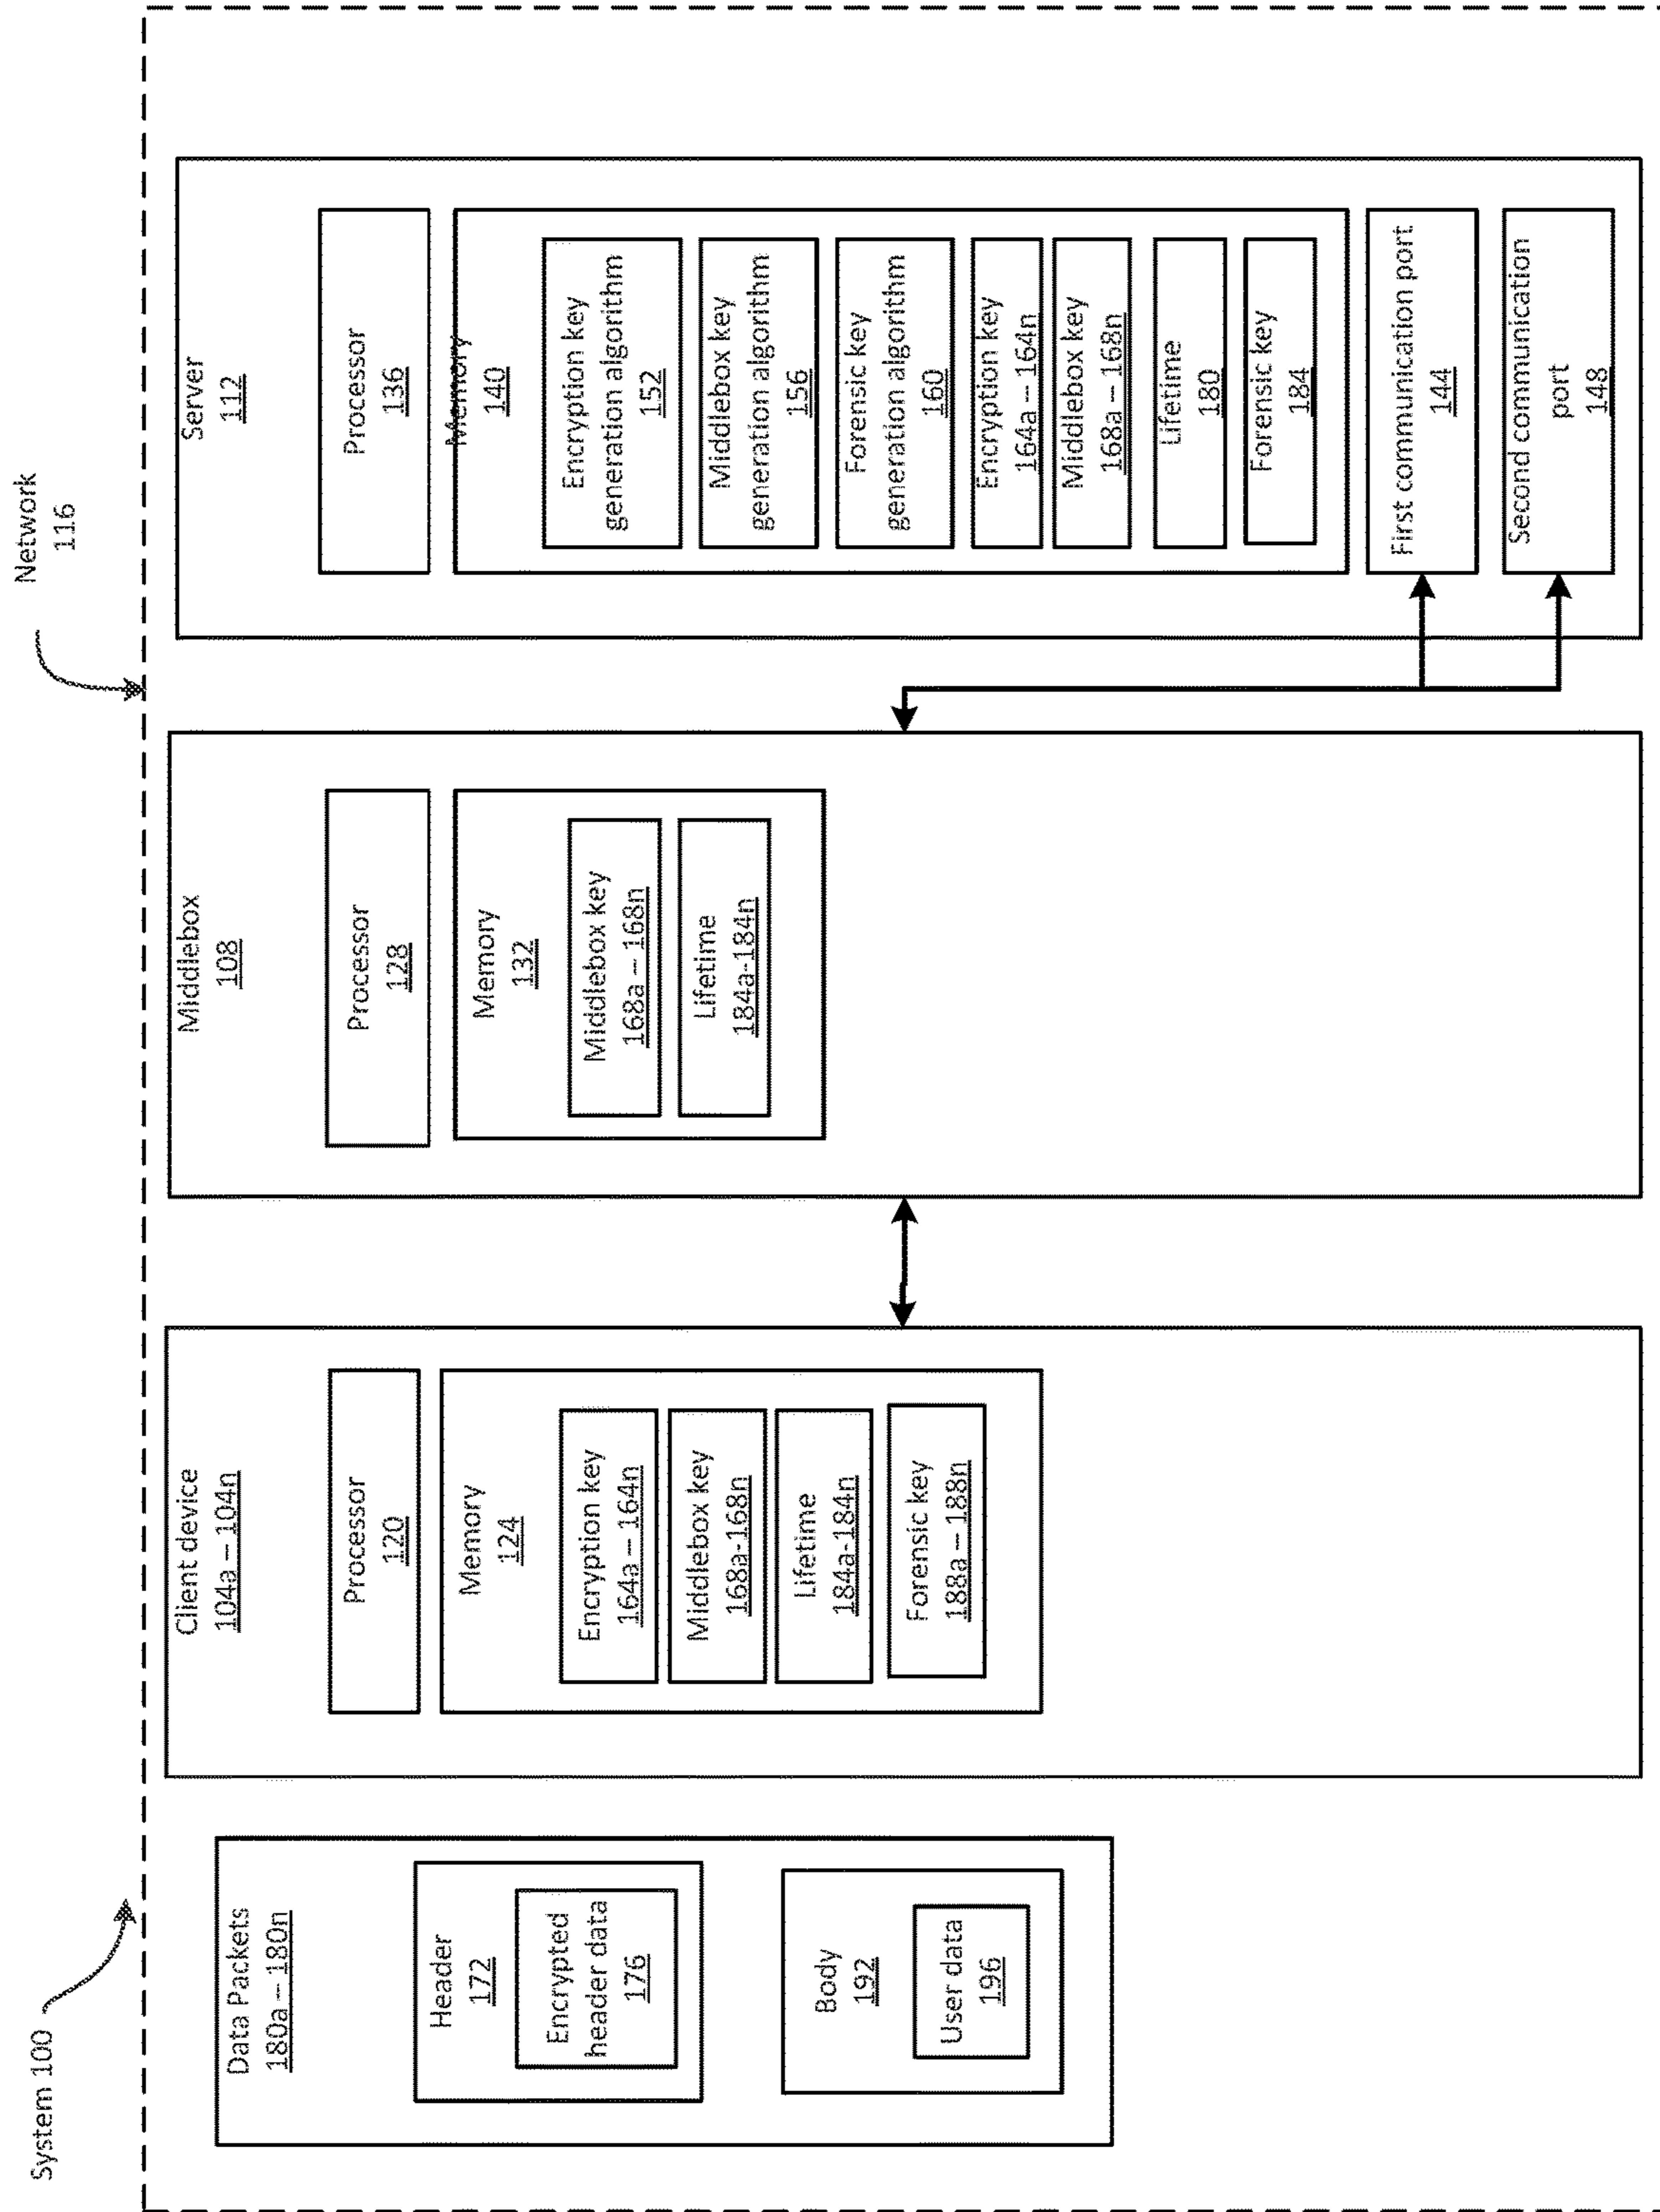 System 100
Network
116
Data Packets
180a – 180n
Header
172
Encrypted
header data
176
Body
192
User data
196
Client device
104a – 104n
Processor
120
Memory
124
Encryption key
164a – 164n
Middlebox key
168a-168n
Lifetime
184a-184n
Forensic key
188a – 188n
Middlebox
108
Processor
128
Memory
132
Middlebox key
168a – 168n
Lifetime
184a-184n
Server
112
Processor
136
Memory
140
Encryption key
generation algorithm
152
Middlebox key
generation algorithm
156
Forensic key
generation algorithm
160
Encryption key
164a – 164n
Middlebox key
168a – 168n
Lifetime
180
Forensic key
184
First communication port
144
Second communication
port 148